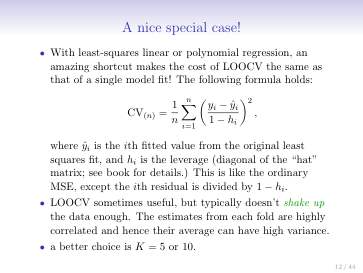 A nice special case!
• With least-squares linear or polynomial regression, an
amazing shortcut makes the cost of LOOCV the same as
that of a single model fit! The following formula holds:
CV₍ₙ₎ = 1/n ∑ᵢ₌₁ⁿ ( (yᵢ − ŷᵢ) / (1 − hᵢ) )²,
where ŷᵢ is the ith fitted value from the original least
squares fit, and hᵢ is the leverage (diagonal of the “hat”
matrix; see book for details.) This is like the ordinary
MSE, except the ith residual is divided by 1 − hᵢ.
• LOOCV sometimes useful, but typically doesn’t shake up
the data enough. The estimates from each fold are highly
correlated and hence their average can have high variance.
• a better choice is K = 5 or 10.
12 / 44